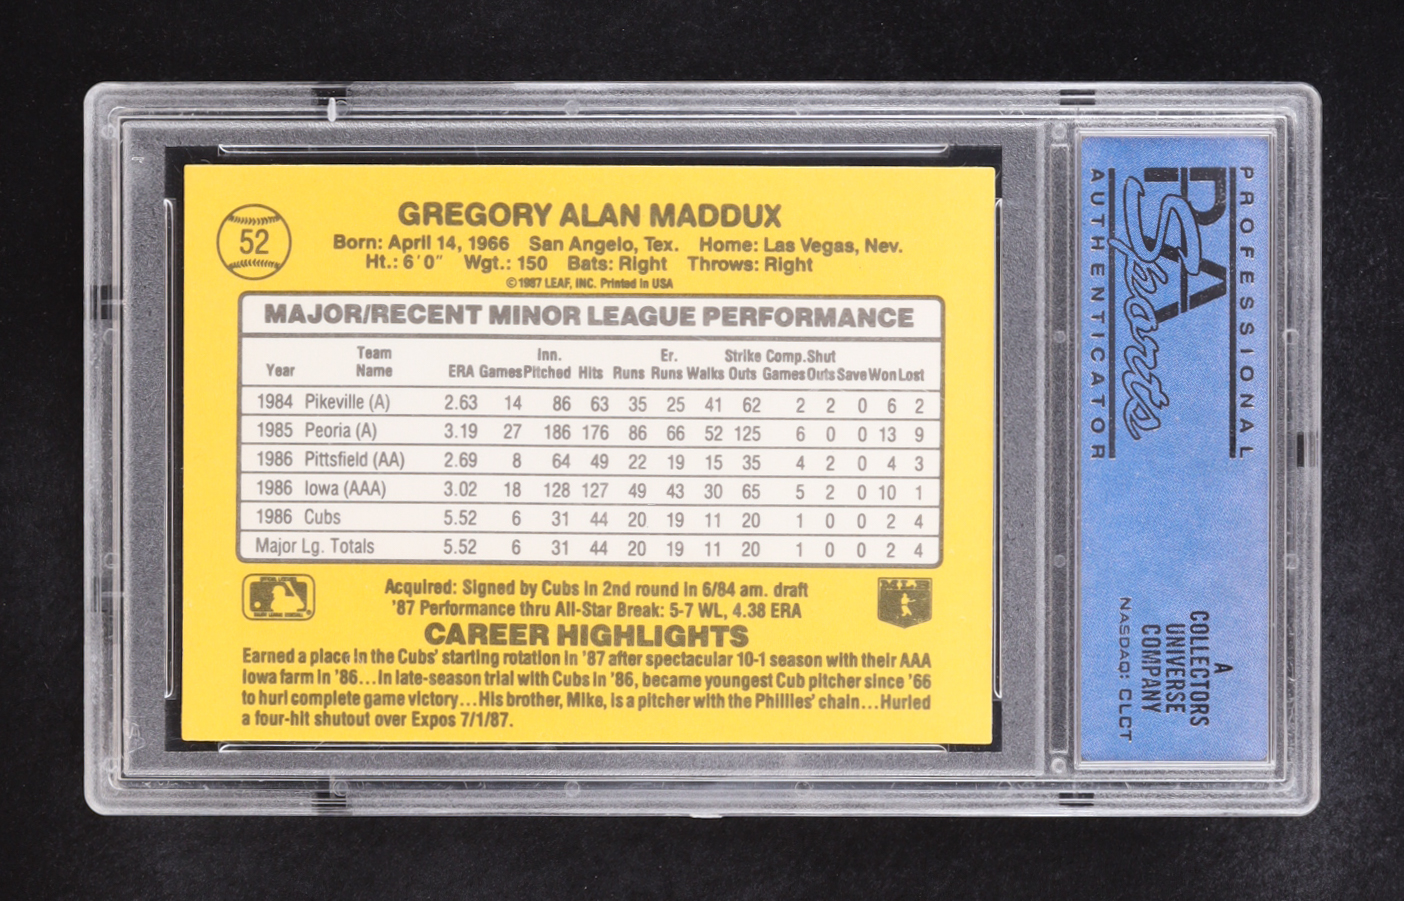 52
GREGORY ALAN MADDUX
Born: April 14, 1966 San Angelo, Tex. Home: Las Vegas, Nev.
Ht.: 6'0" Wgt.: 150 Bats: Right Throws: Right
©1987 LEAF, INC. Printed in USA
MAJOR/RECENT MINOR LEAGUE PERFORMANCE
Year Team Name ERA Games Inn. Pitched Hits Runs Er. Runs Walks Strike Outs Comp. Games Shut Outs Save Won Lost
1984 Pikeville (A) 2.63 14 86 63 35 25 41 62 2 2 0 6 2
1985 Peoria (A) 3.19 27 186 176 86 66 52 125 6 0 0 13 9
1986 Pittsfield (AA) 2.69 8 64 49 22 19 15 35 4 2 0 4 3
1986 Iowa (AAA) 3.02 18 128 127 49 43 30 65 5 2 0 10 1
1986 Cubs 5.52 6 31 44 20 19 11 20 1 0 0 2 4
Major Lg. Totals 5.52 6 31 44 20 19 11 20 1 0 0 2 4
Acquired: Signed by Cubs in 2nd round in 6/84 am. draft
'87 Performance thru All-Star Break: 5-7 WL, 4.38 ERA
MLB
CAREER HIGHLIGHTS
Earned a place in the Cubs' starting rotation in '87 after spectacular 10-1 season with their AAA
Iowa farm in '86...In late-season trial with Cubs in '86, became youngest Cub pitcher since '66
to hurl complete game victory...His brother, Mike, is a pitcher with the Phillies' chain...Hurled
a four-hit shutout over Expos 7/1/87.
PROFESSIONAL
PSA
Sports
AUTHENTICATOR
A
COLLECTORS
UNIVERSE
COMPANY
NASDAQ: CLCT